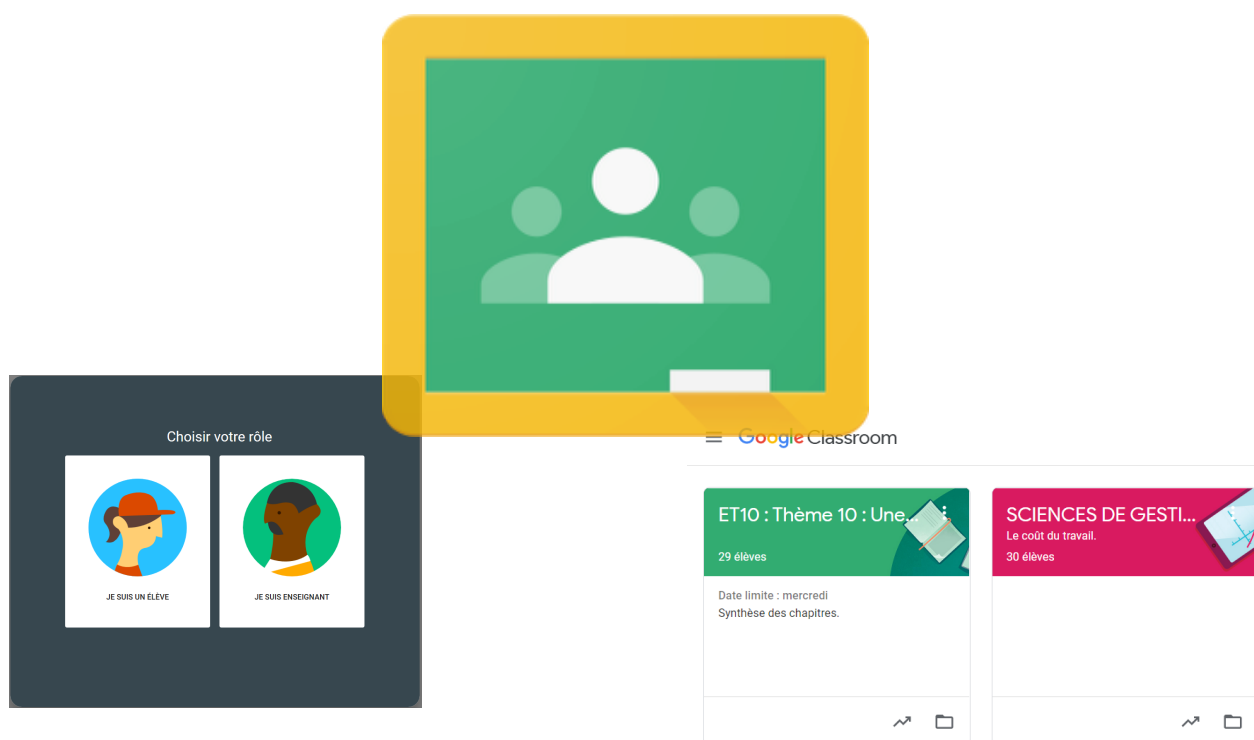 Choisir votre rôle
JE SUIS UN ÉLÈVE
JE SUIS ENSEIGNANT
Google Classroom
ET10 : Thème 10 : Une...
29 élèves
Date limite : mercredi
Synthèse des chapitres.
SCIENCES DE GESTI...
Le coût du travail.
30 élèves